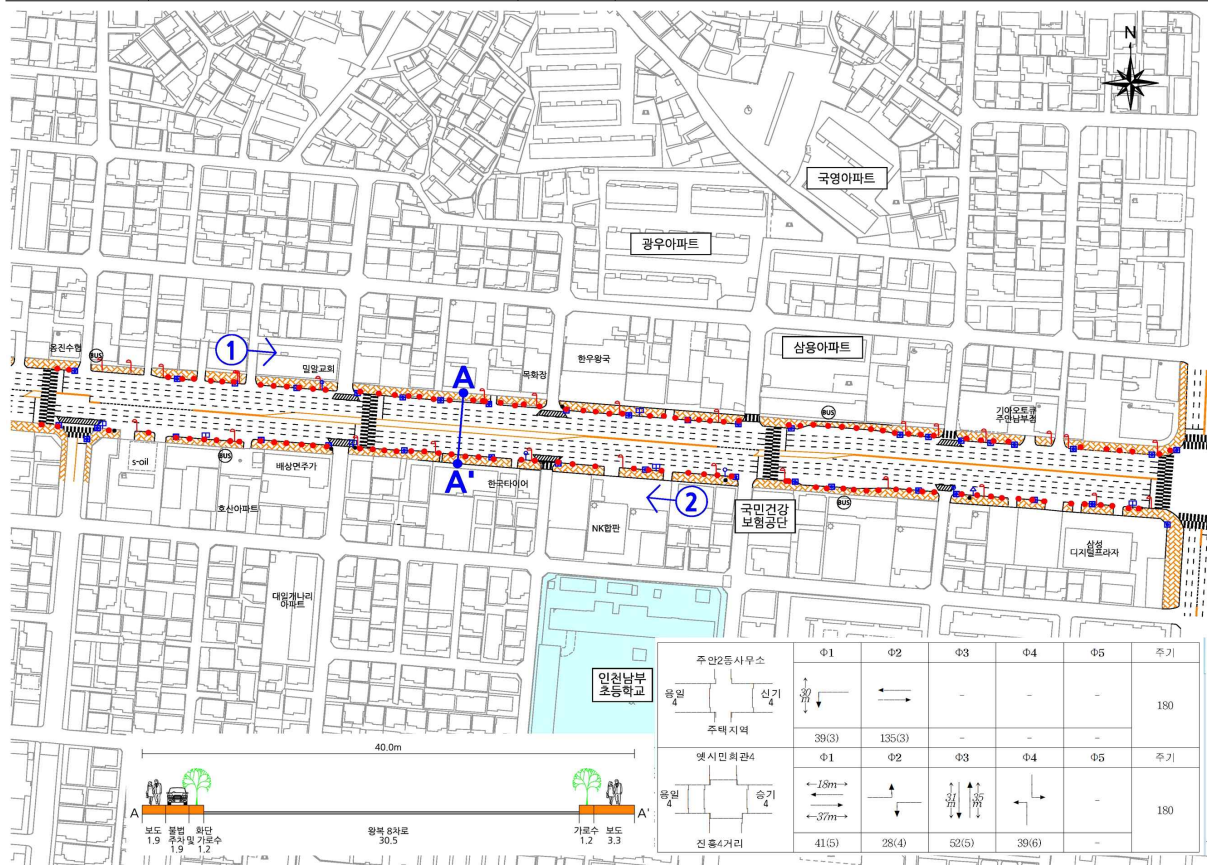 N
국영아파트
광우아파트
옹진수협
BUS
1
밀알교회
A
목화장
한우왕국
삼용아파트
BUS
기아오토큐
주안남부점
s-oil
BUS
배상면주가
호산아파트
A'
한국타이어
2
NK합판
국민건강
보험공단
BUS
삼성
디지털프라자
대일개나리
아파트
인천남부
초등학교
40.0m
A
A'
보도
1.9
불법
주차
1.9
화단
및 가로수
1.2
왕복 8차로
30.5
가로수
1.2
보도
3.3
주안2동사무소
용일
4
신기
4
주택지역
Φ1 Φ2 Φ3 Φ4 Φ5 주기
30m
- - -
180
39(3) 135(3) - - -
옛시민회관4
용일
4
승기
4
진흥4거리
Φ1 Φ2 Φ3 Φ4 Φ5 주기
18m
37m
31m
35m
-
180
41(5) 28(4) 52(5) 39(6) -